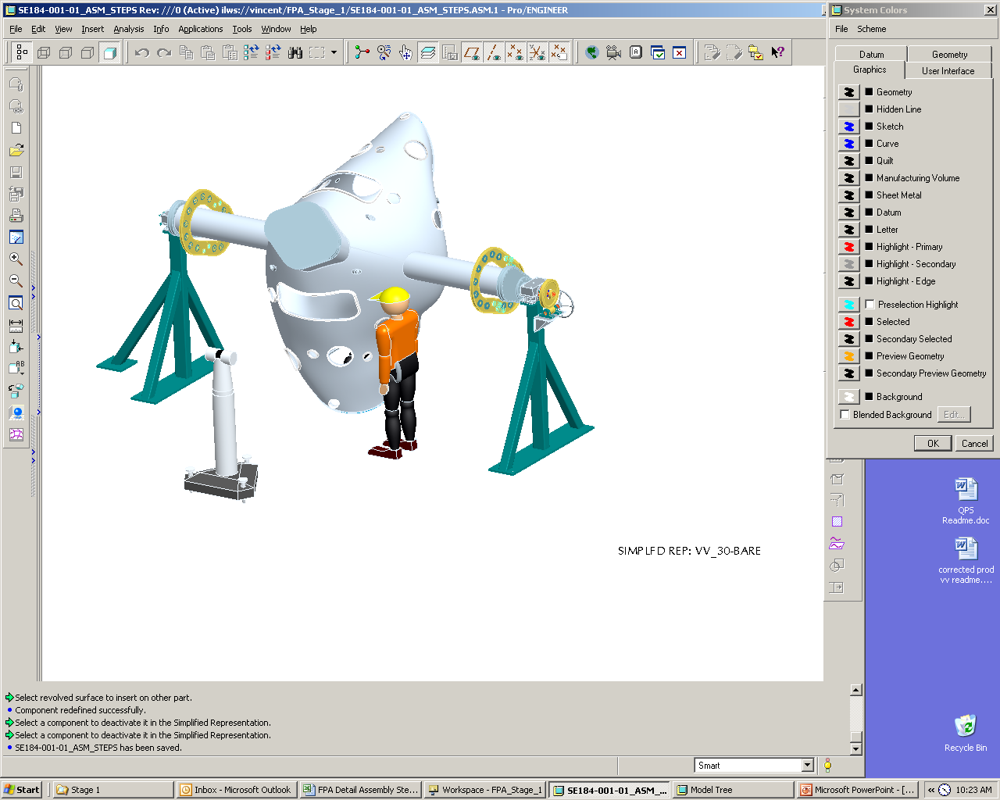 SE184-001-01_ASM_STEPS Rev: ///0 (Active) ilws://vincent/FPA_Stage_1/SE184-001-01_ASM_STEPS.ASM.1 - Pro/ENGINEER
File Edit View Insert Analysis Info Applications Tools Window Help
System Colors
File Scheme
Datum Geometry
Graphics User Interface
Geometry
Hidden Line
Sketch
Curve
Quilt
Manufacturing Volume
Sheet Metal
Datum
Letter
Highlight - Primary
Highlight - Secondary
Highlight - Edge
Preselection Highlight
Selected
Secondary Selected
Preview Geometry
Secondary Preview Geometry
Background
Blended Background Edit...
OK Cancel
QPS
Readme.doc
corrected prod
vv readme....
Recycle Bin
SIMPLFD REP: VV_30-BARE
Select revolved surface to insert on other part.
Component redefined successfully.
Select a component to deactivate it in the Simplified Representation.
Select a component to deactivate it in the Simplified Representation.
SE184-001-01_ASM_STEPS has been saved.
Smart
Start Stage 1 Inbox - Microsoft Outlook FPA Detail Assembly Ste... Workspace - FPA_Stage_1 SE184-001-01_ASM_... Model Tree Microsoft PowerPoint - [... « 10:23 AM